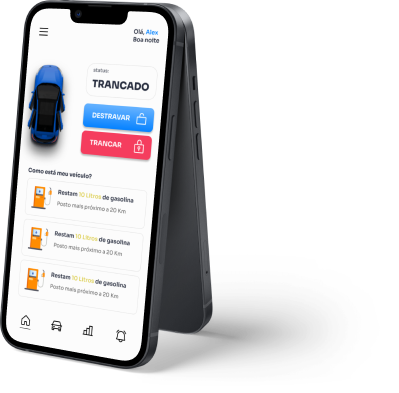 Olá, Alex
Boa noite
status:
TRANCADO
DESTRAVAR
TRANCAR
Como está meu veículo?
Restam 10 Litros de gasolina
Posto mais próximo a 20 Km
Restam 10 Litros de gasolina
Posto mais próximo a 20 Km
Restam 10 Litros de gasolina
Posto mais próximo a 20 Km